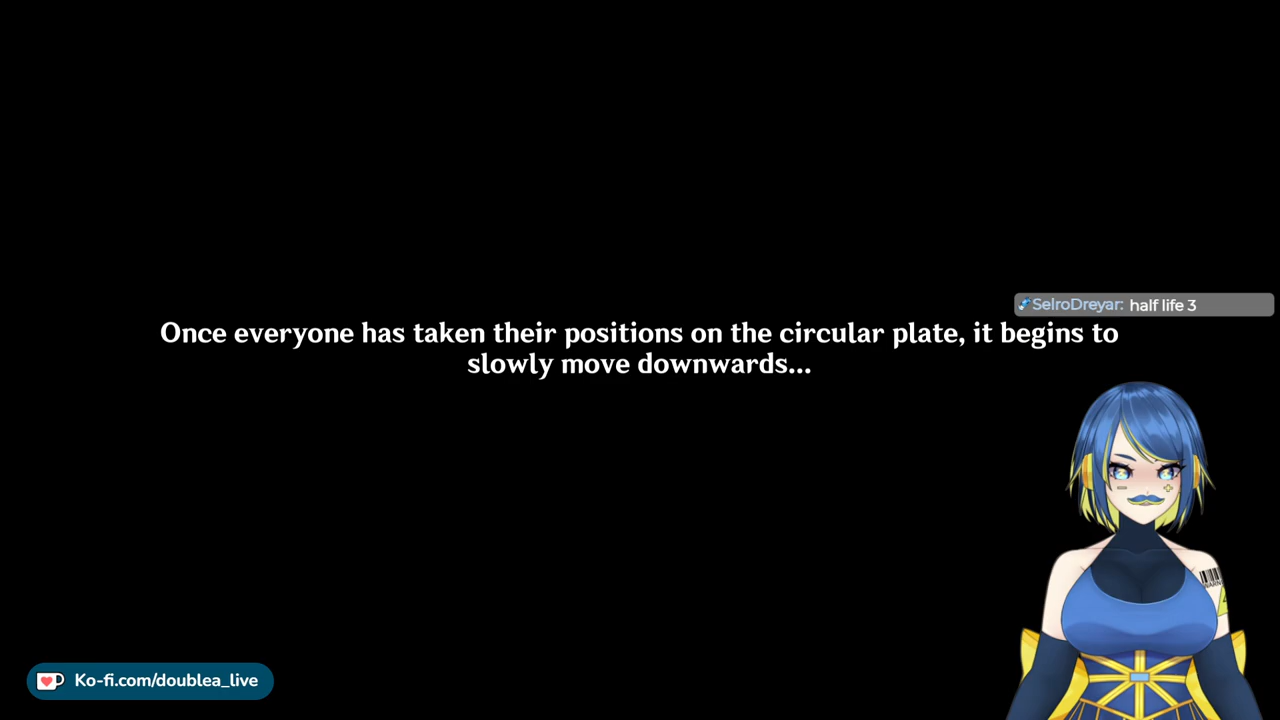 SeiroDreyar: half life 3
Once everyone has taken their positions on the circular plate, it begins to
slowly move downwards...
Ko-fi.com/doublea_live